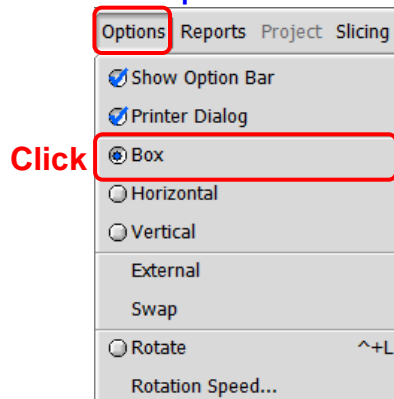 Options Reports Project Slicing
Show Option Bar
Printer Dialog
Click Box
Horizontal
Vertical
External
Swap
Rotate ^+L
Rotation Speed...